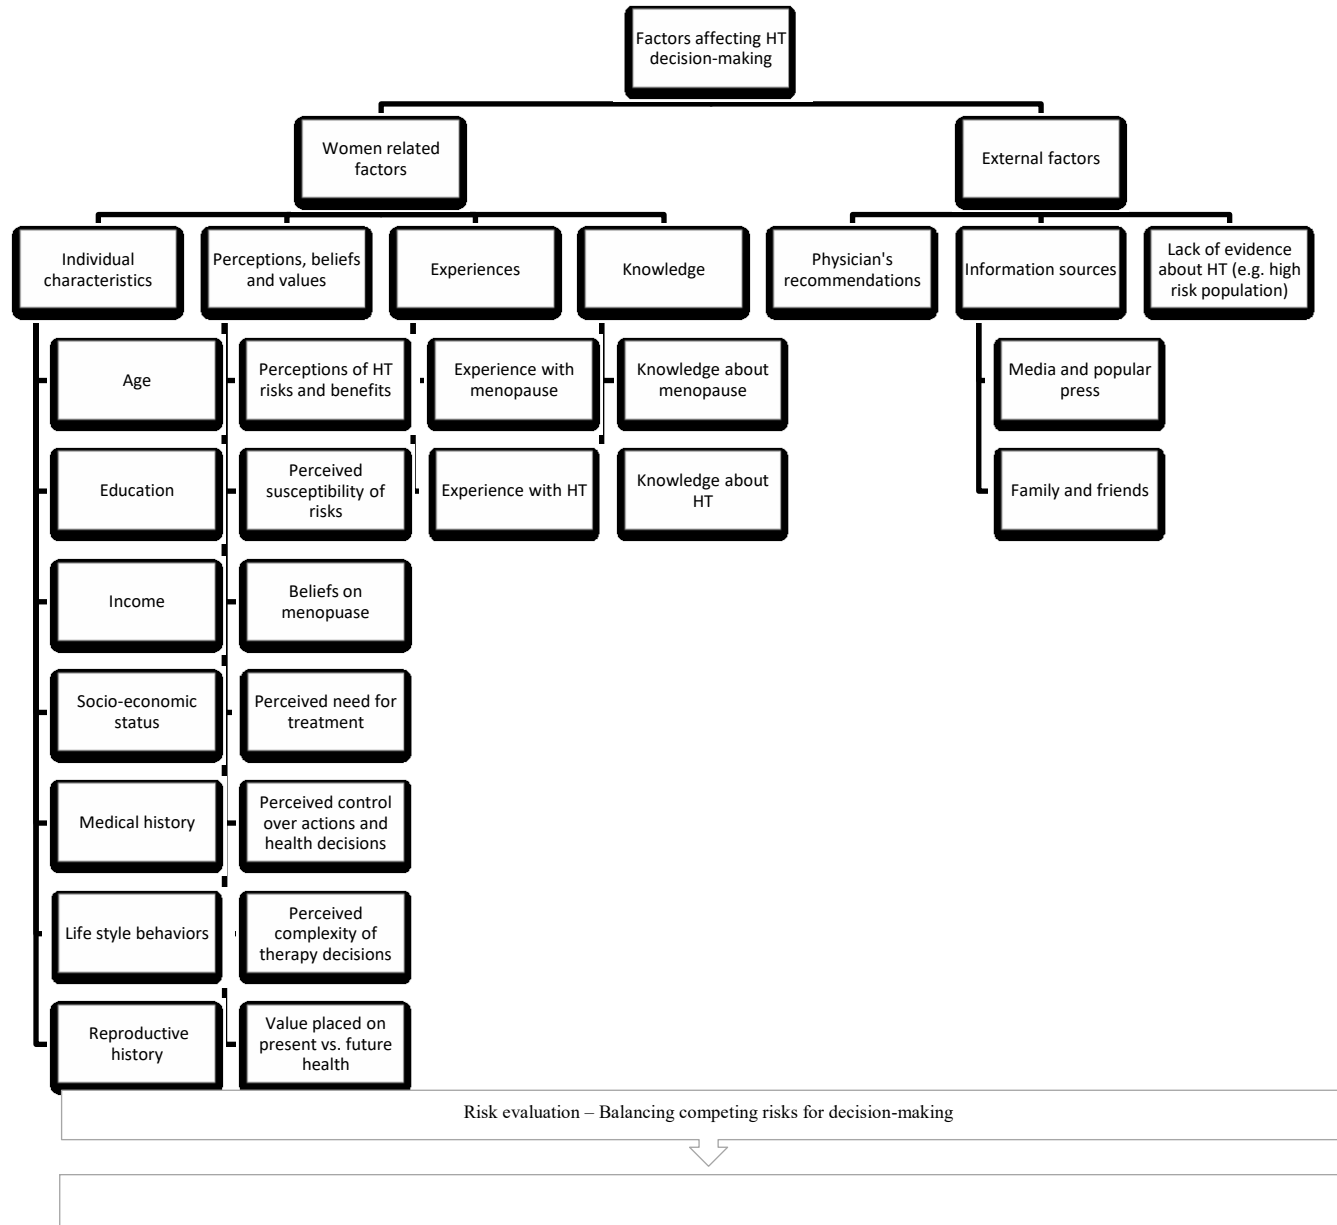 Factors affecting HT
decision-making
Women related
factors
External factors
Individual
characteristics
Perceptions, beliefs
and values
Experiences
Knowledge
Physician's
recommendations
Information sources
Lack of evidence
about HT (e.g. high
risk population)
Age
Perceptions of HT
risks and benefits
Experience with
menopause
Knowledge about
menopause
Media and popular
press
Education
Perceived
susceptibility of
risks
Experience with HT
Knowledge about
HT
Family and friends
Income
Beliefs on
menopuase
Socio-economic
status
Perceived need for
treatment
Medical history
Perceived control
over actions and
health decisions
Life style behaviors
Perceived
complexity of
therapy decisions
Reproductive
history
Value placed on
present vs. future
health
Risk evaluation – Balancing competing risks for decision-making